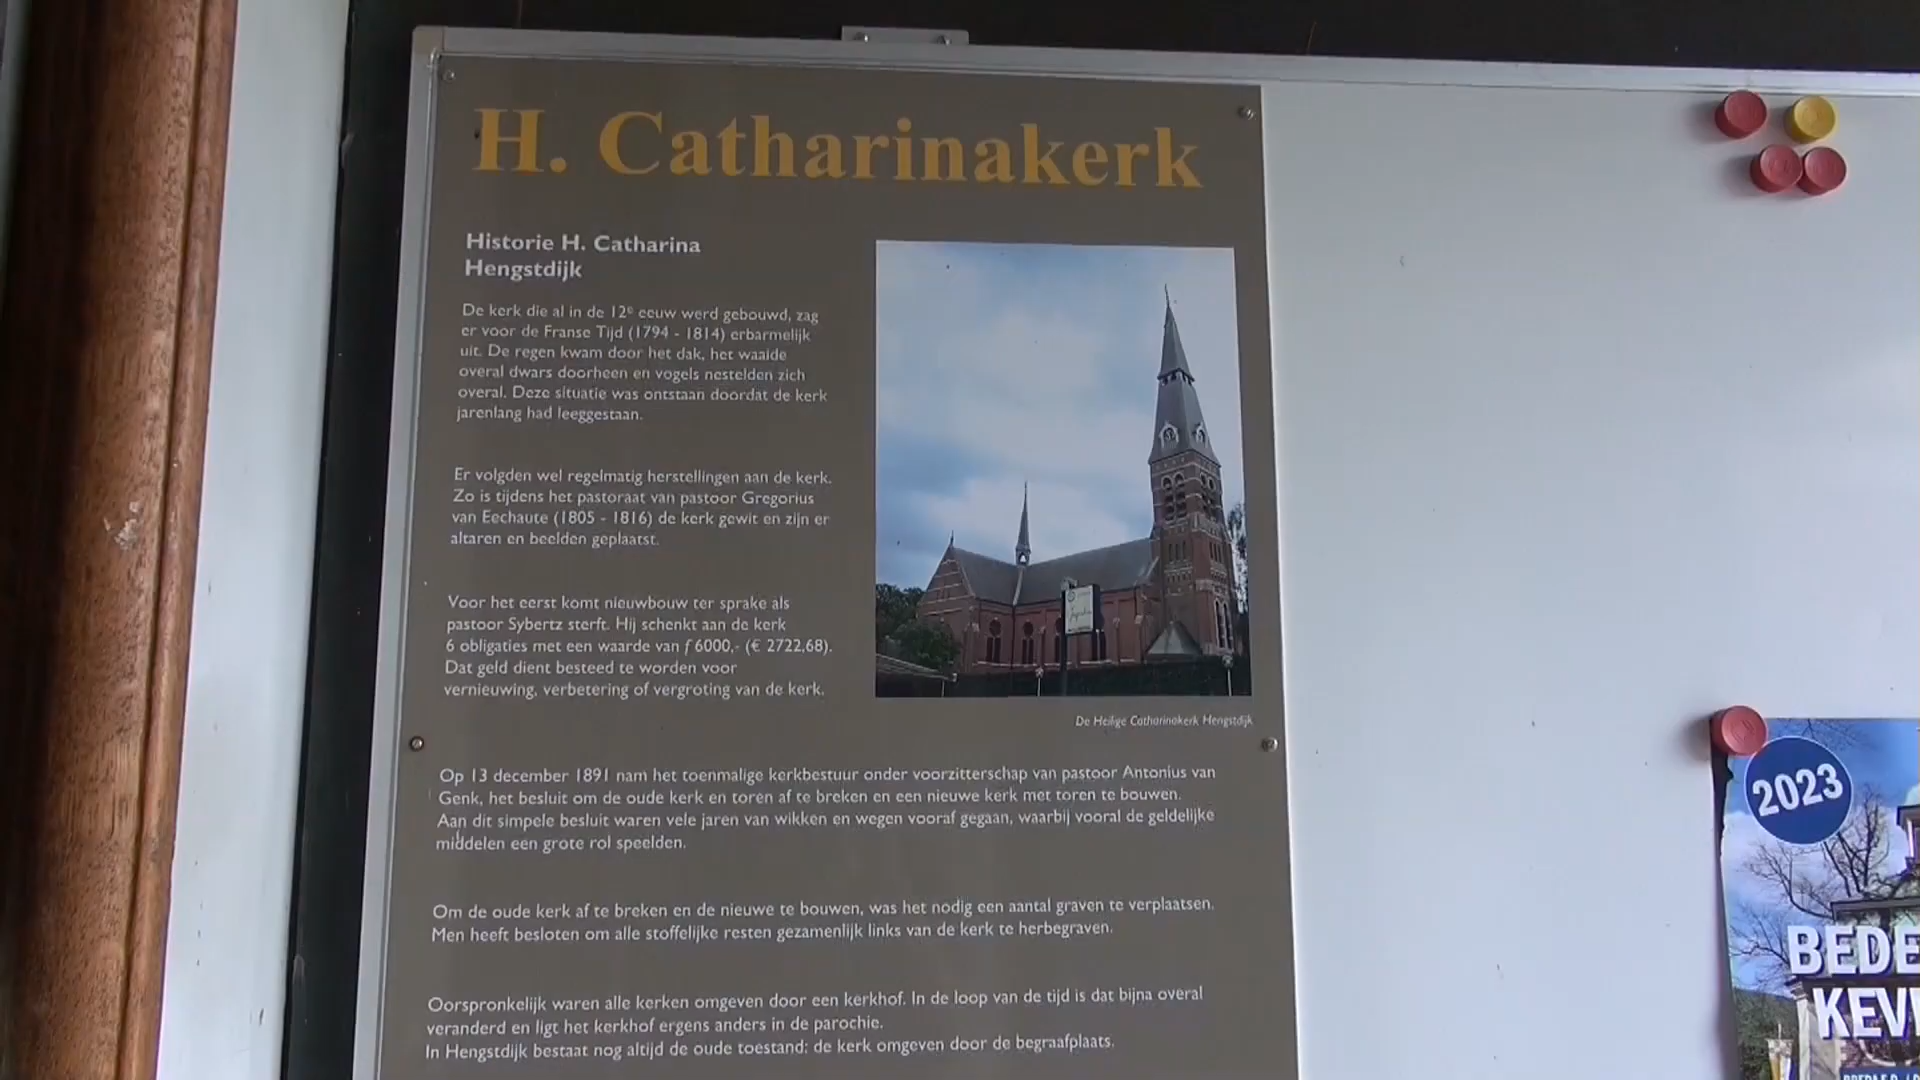 H. Catharinakerk
Historie H. Catharina
Hengstdijk
De kerk die al in de 12e eeuw werd gebouwd, zag
er voor de Franse Tijd (1794 - 1814) erbarmelijk
uit. De regen kwam door het dak, het waaide
overal dwars doorheen en vogels nestelden zich
overal. Deze situatie was ontstaan doordat de kerk
jarenlang had leeggestaan.
Er volgden wel regelmatig herstellingen aan de kerk.
Zo is tijdens het pastoraat van pastoor Gregorius
van Eechaute (1805 - 1816) de kerk gewit en zijn er
altaren en beelden geplaatst.
Voor het eerst komt nieuwbouw ter sprake als
pastoor Sybertz sterft. Hij schenkt aan de kerk
6 obligaties met een waarde van ƒ 6000,- (€ 2722,68).
Dat geld dient besteed te worden voor
vernieuwing, verbetering of vergroting van de kerk.
De Heilige Catharinakerk Hengstdijk
Op 13 december 1891 nam het toenmalige kerkbestuur onder voorzitterschap van pastoor Antonius van
Genk, het besluit om de oude kerk en toren af te breken en een nieuwe kerk met toren te bouwen.
Aan dit simpele besluit waren vele jaren van wikken en wegen vooraf gegaan, waarbij vooral de geldelijke
middelen een grote rol speelden.
Om de oude kerk af te breken en de nieuwe te bouwen, was het nodig een aantal graven te verplaatsen.
Men heeft besloten om alle stoffelijke resten gezamenlijk links van de kerk te herbegraven.
Oorspronkelijk waren alle kerken omgeven door een kerkhof. In de loop van de tijd is dat bijna overal
veranderd en ligt het kerkhof ergens anders in de parochie.
In Hengstdijk bestaat nog altijd de oude toestand: de kerk omgeven door de begraafplaats.
2023
BEDE
KEV